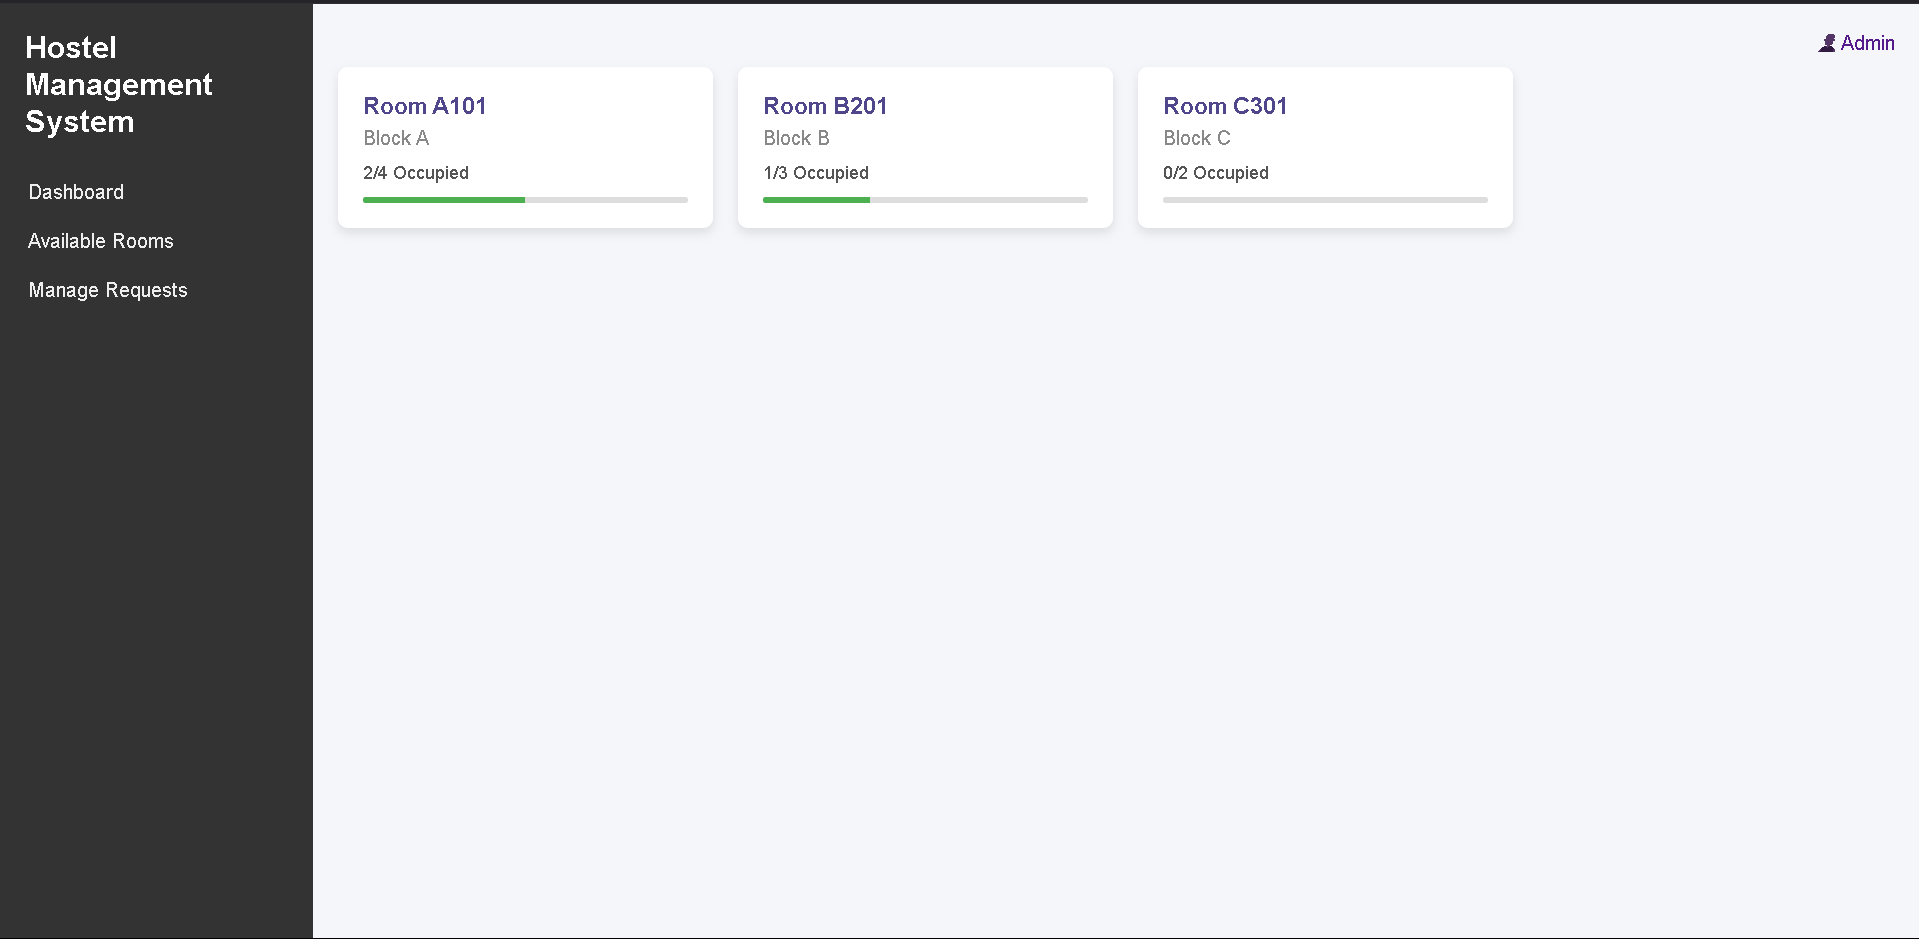 Hostel
Management
System
Dashboard
Available Rooms
Manage Requests
Admin
Room A101
Block A
2/4 Occupied
Room B201
Block B
1/3 Occupied
Room C301
Block C
0/2 Occupied